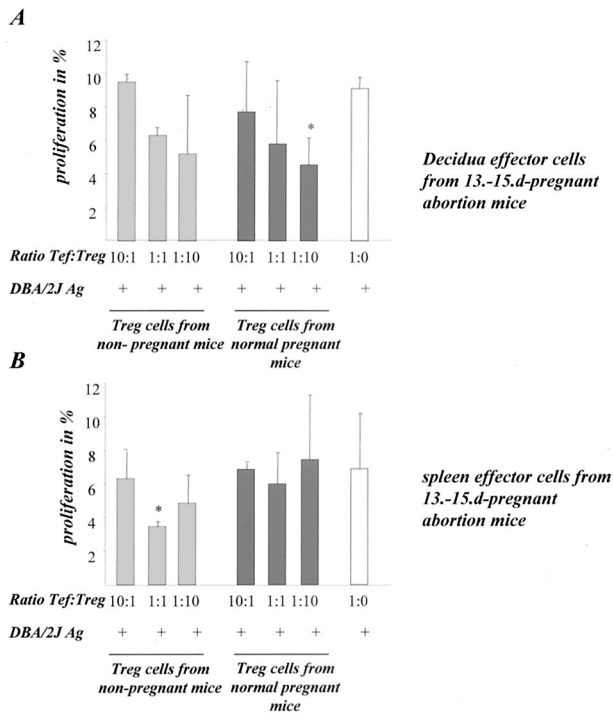 A
proliferation in %
12
10
8
6
4
2
*
Decidua effector cells
from 13.-15.d-pregnant
abortion mice
Ratio Tef:Treg 10:1 1:1 1:10 10:1 1:1 1:10 1:0
DBA/2J Ag + + + + + + +
Treg cells from
non- pregnant mice
Treg cells from
normal pregnant
mice
B
proliferation in %
12
10
8
6
4
2
*
spleen effector cells from
13.-15.d-pregnant
abortion mice
Ratio Tef:Treg 10:1 1:1 1:10 10:1 1:1 1:10 1:0
DBA/2J Ag + + + + + + +
Treg cells from
non-pregnant mice
Treg cells from
normal pregnant
mice